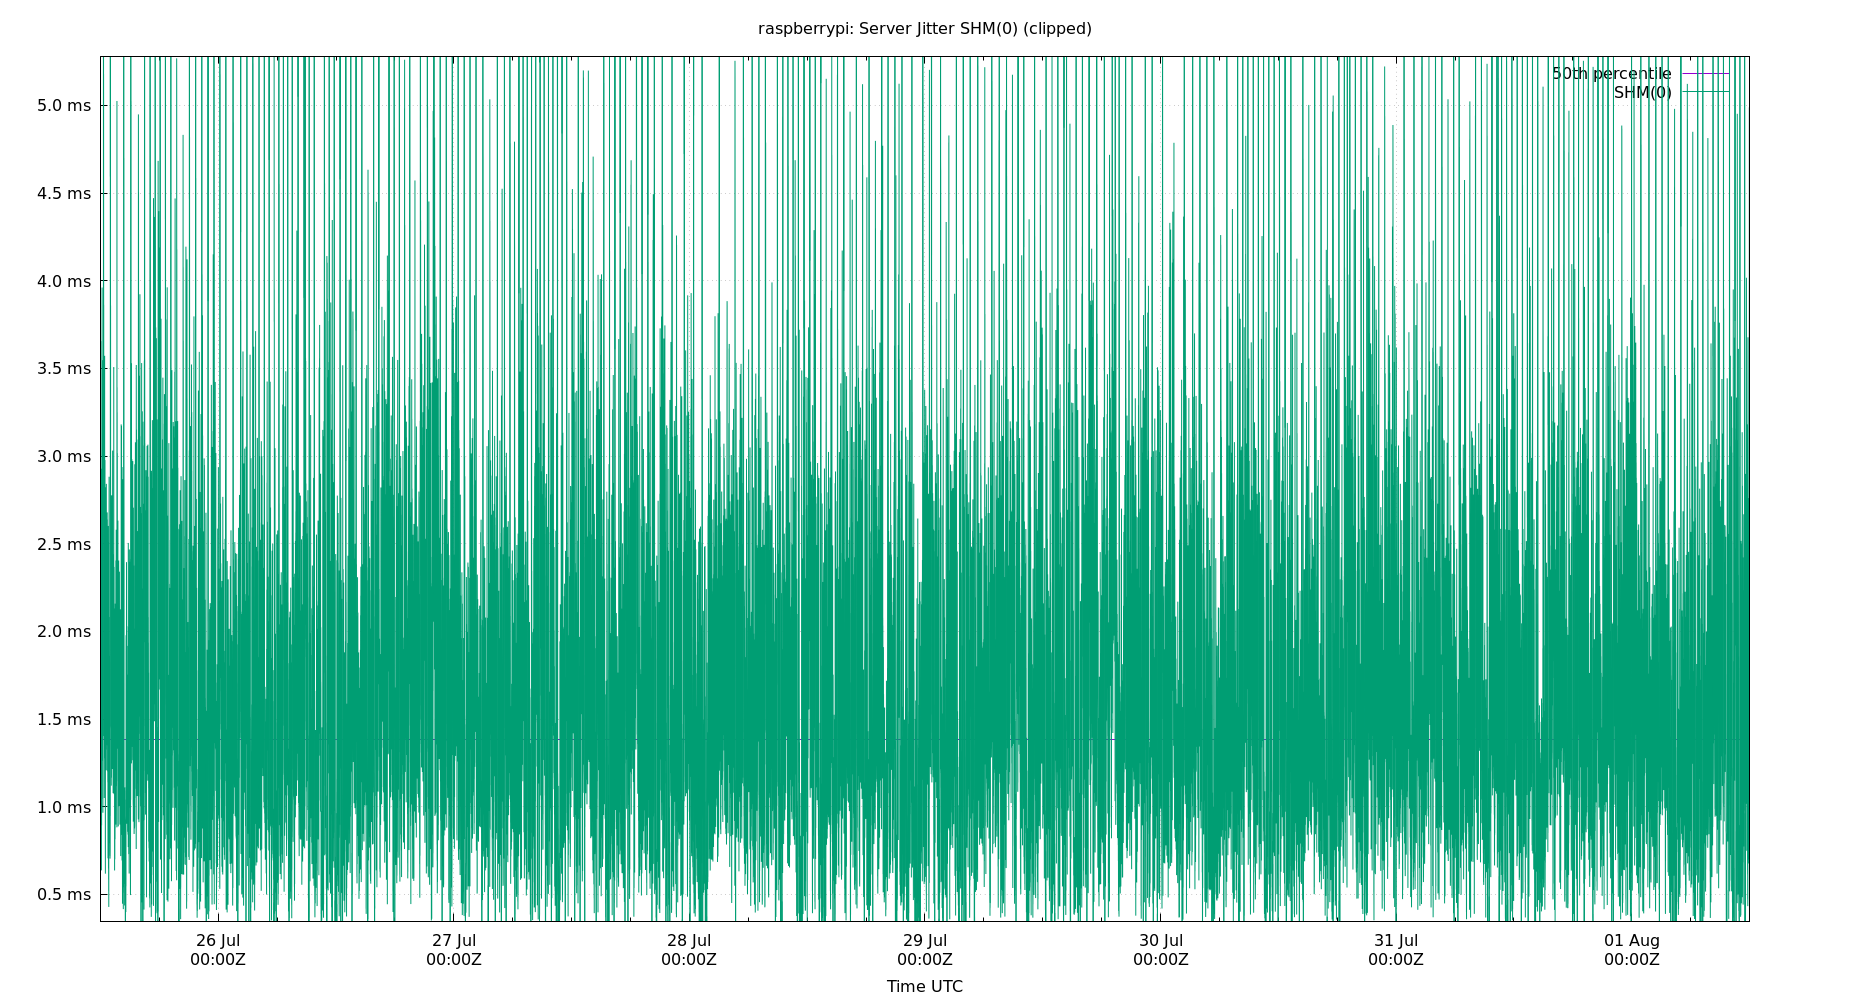 raspberrypi: Server Jitter SHM(0) (clipped)
50th percentile
SHM(0)
5.0 ms
4.5 ms
4.0 ms
3.5 ms
3.0 ms
2.5 ms
2.0 ms
1.5 ms
1.0 ms
0.5 ms
26 Jul 27 Jul 28 Jul 29 Jul 30 Jul 31 Jul 01 Aug
00:00Z 00:00Z 00:00Z 00:00Z 00:00Z 00:00Z 00:00Z
Time UTC